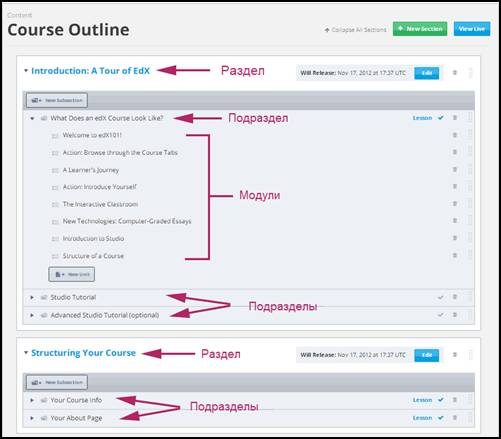 Content
Course Outline
Collapse All Sections
+ New Section
View Live
Introduction: A Tour of EdX
Раздел
Will Release: Nov 17, 2012 at 17:37 UTC
Edit
New Subsection
What Does an edX Course Look Like?
Подраздел
Lesson
Welcome to edX101!
Action: Browse through the Course Tabs
A Learner's Journey
Action: Introduce Yourself
Модули
The Interactive Classroom
New Technologies: Computer-Graded Essays
Introduction to Studio
Structure of a Course
New Unit
Studio Tutorial
Подразделы
Advanced Studio Tutorial (optional)
Structuring Your Course
Раздел
Will Release: Nov 17, 2012 at 17:37 UTC
Edit
New Subsection
Your Course Info
Lesson
Подразделы
Your About Page
Lesson